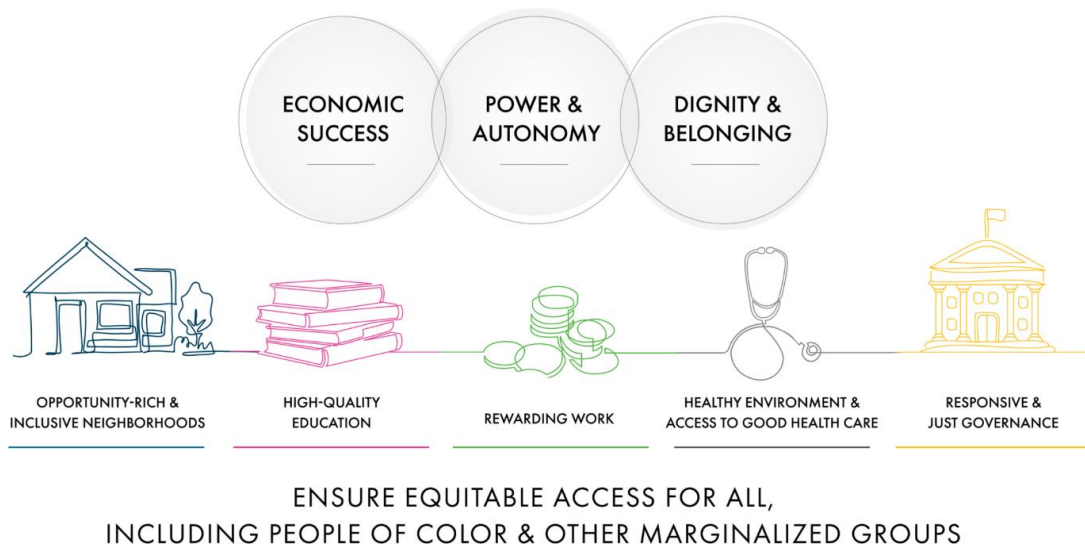 ECONOMIC
SUCCESS
POWER &
AUTONOMY
DIGNITY &
BELONGING
OPPORTUNITY-RICH &
INCLUSIVE NEIGHBORHOODS
HIGH-QUALITY
EDUCATION
REWARDING WORK
HEALTHY ENVIRONMENT &
ACCESS TO GOOD HEALTH CARE
RESPONSIVE &
JUST GOVERNANCE
ENSURE EQUITABLE ACCESS FOR ALL,
INCLUDING PEOPLE OF COLOR & OTHER MARGINALIZED GROUPS